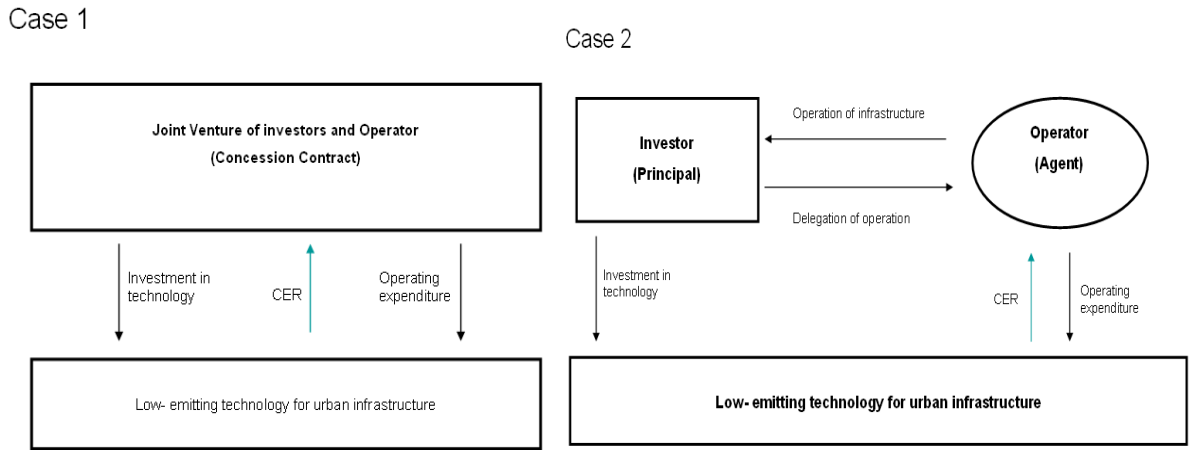 Case 1
Joint Venture of investors and Operator
(Concession Contract)
Investment in
technology
CER
Operating
expenditure
Low- emitting technology for urban infrastructure
Case 2
Investor
(Principal)
Operation of infrastructure
Delegation of operation
Operator
(Agent)
Investment in
technology
CER
Operating
expenditure
Low- emitting technology for urban infrastructure